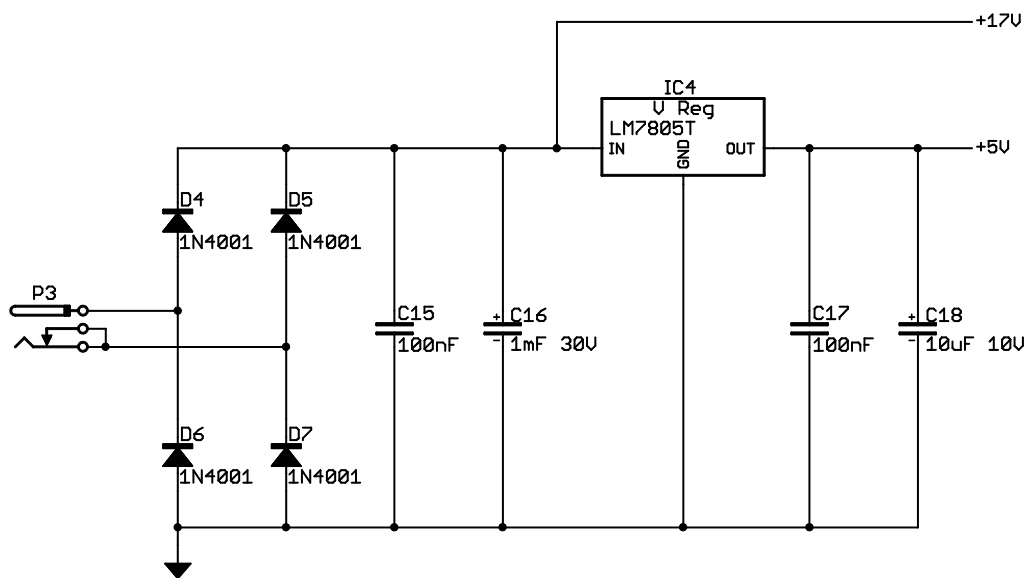 +17V
IC4
V Reg
LM7805T
IN
GND
OUT
+5V
D4
1N4001
D5
1N4001
P3
C15
100nF
+
C16
-
1mF 30V
C17
100nF
+
C18
-
10uF 10V
D6
1N4001
D7
1N4001